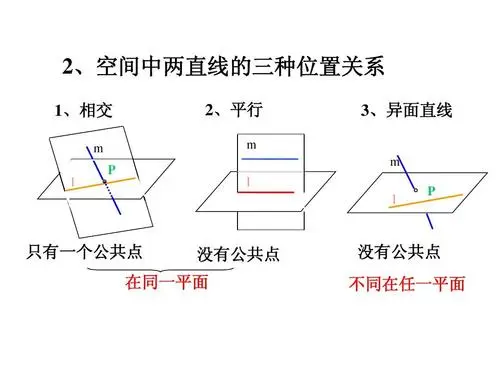 2、空间中两直线的三种位置关系
1、相交 2、平行 3、异面直线
m m m
P
l l l P
只有一个公共点 没有公共点 没有公共点
在同一平面 不同在任一平面